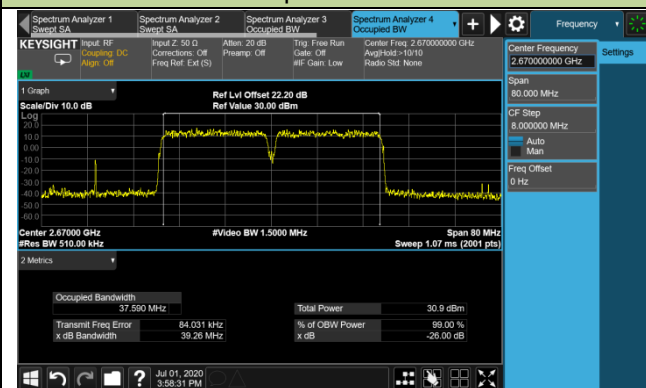 Spectrum Analyzer 1 Spectrum Analyzer 2 Spectrum Analyzer 3 Spectrum Analyzer 4
Swept SA Swept SA Occupied BW Occupied BW
Frequency
KEYSIGHT Input: RF Input Z: 50 Ω Atten: 20 dB Trig: Free Run Center Freq: 2.670000000 GHz
Coupling: DC Corrections: Off Preamp: Off Gate: Off Avg|Hold:>10/10
Align: Off Freq Ref: Ext (S) #IF Gain: Low Radio Std: None
LXI
Center Frequency
2.670000000 GHz
Settings
Span
80.000 MHz
CF Step
8.000000 MHz
Auto
Man
Freq Offset
0 Hz
1 Graph
Ref Lvl Offset 22.20 dB
Scale/Div 10.0 dB Ref Value 30.00 dBm
Log
20.0
10.0
0.00
-10.0
-20.0
-30.0
-40.0
-50.0
-60.0
Center 2.67000 GHz #Video BW 1.5000 MHz Span 80 MHz
#Res BW 510.00 kHz Sweep 1.07 ms (2001 pts)
2 Metrics
Occupied Bandwidth
37.590 MHz Total Power 30.9 dBm
Transmit Freq Error 84.031 kHz % of OBW Power 99.00 %
x dB Bandwidth 39.26 MHz x dB -26.00 dB
? Jul 01, 2020
3:58:31 PM